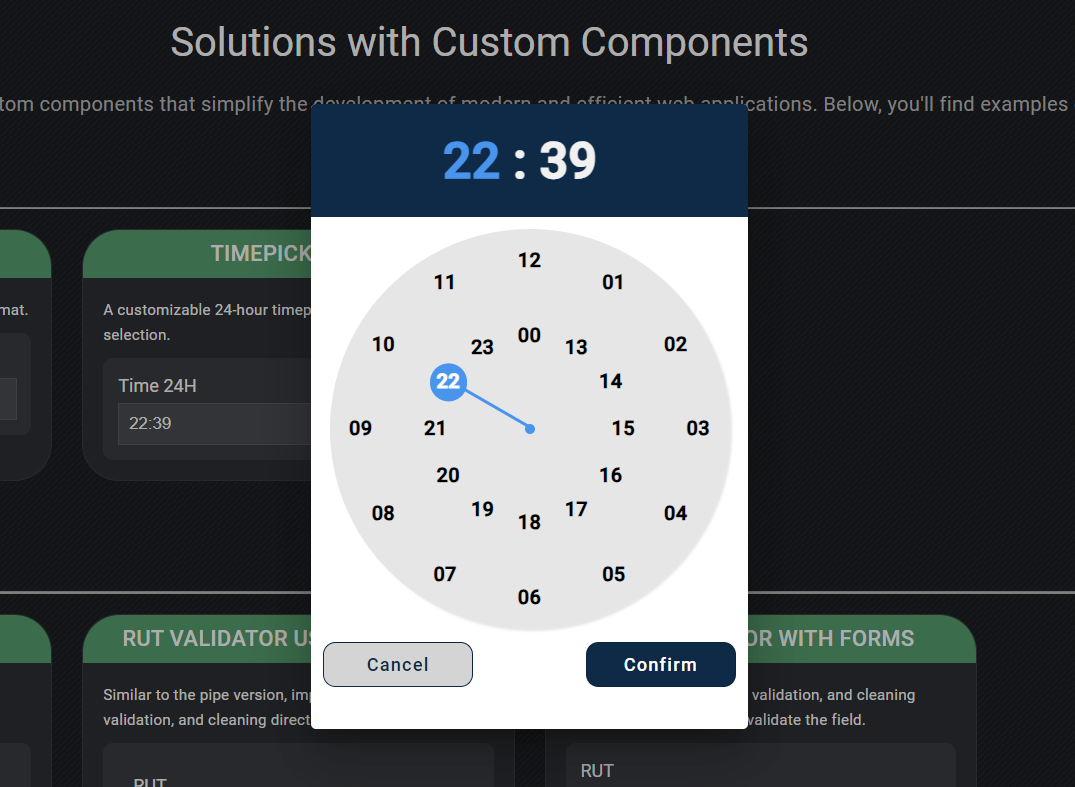 Solutions with Custom Components
tom components that simplify the development of modern and efficient web applications. Below, you'll find examples
22 : 39
TIMEPICK
mat.
A customizable 24-hour timep
selection.
Time 24H
22:39
12
11
01
10
02
00
23
13
22
14
09
21
15
03
20
16
08
19
17
04
18
07
05
06
Cancel
Confirm
RUT VALIDATOR US
OR WITH FORMS
Similar to the pipe version, imp
validation, and cleaning direct
validation, and cleaning
validate the field.
RUT
RUT